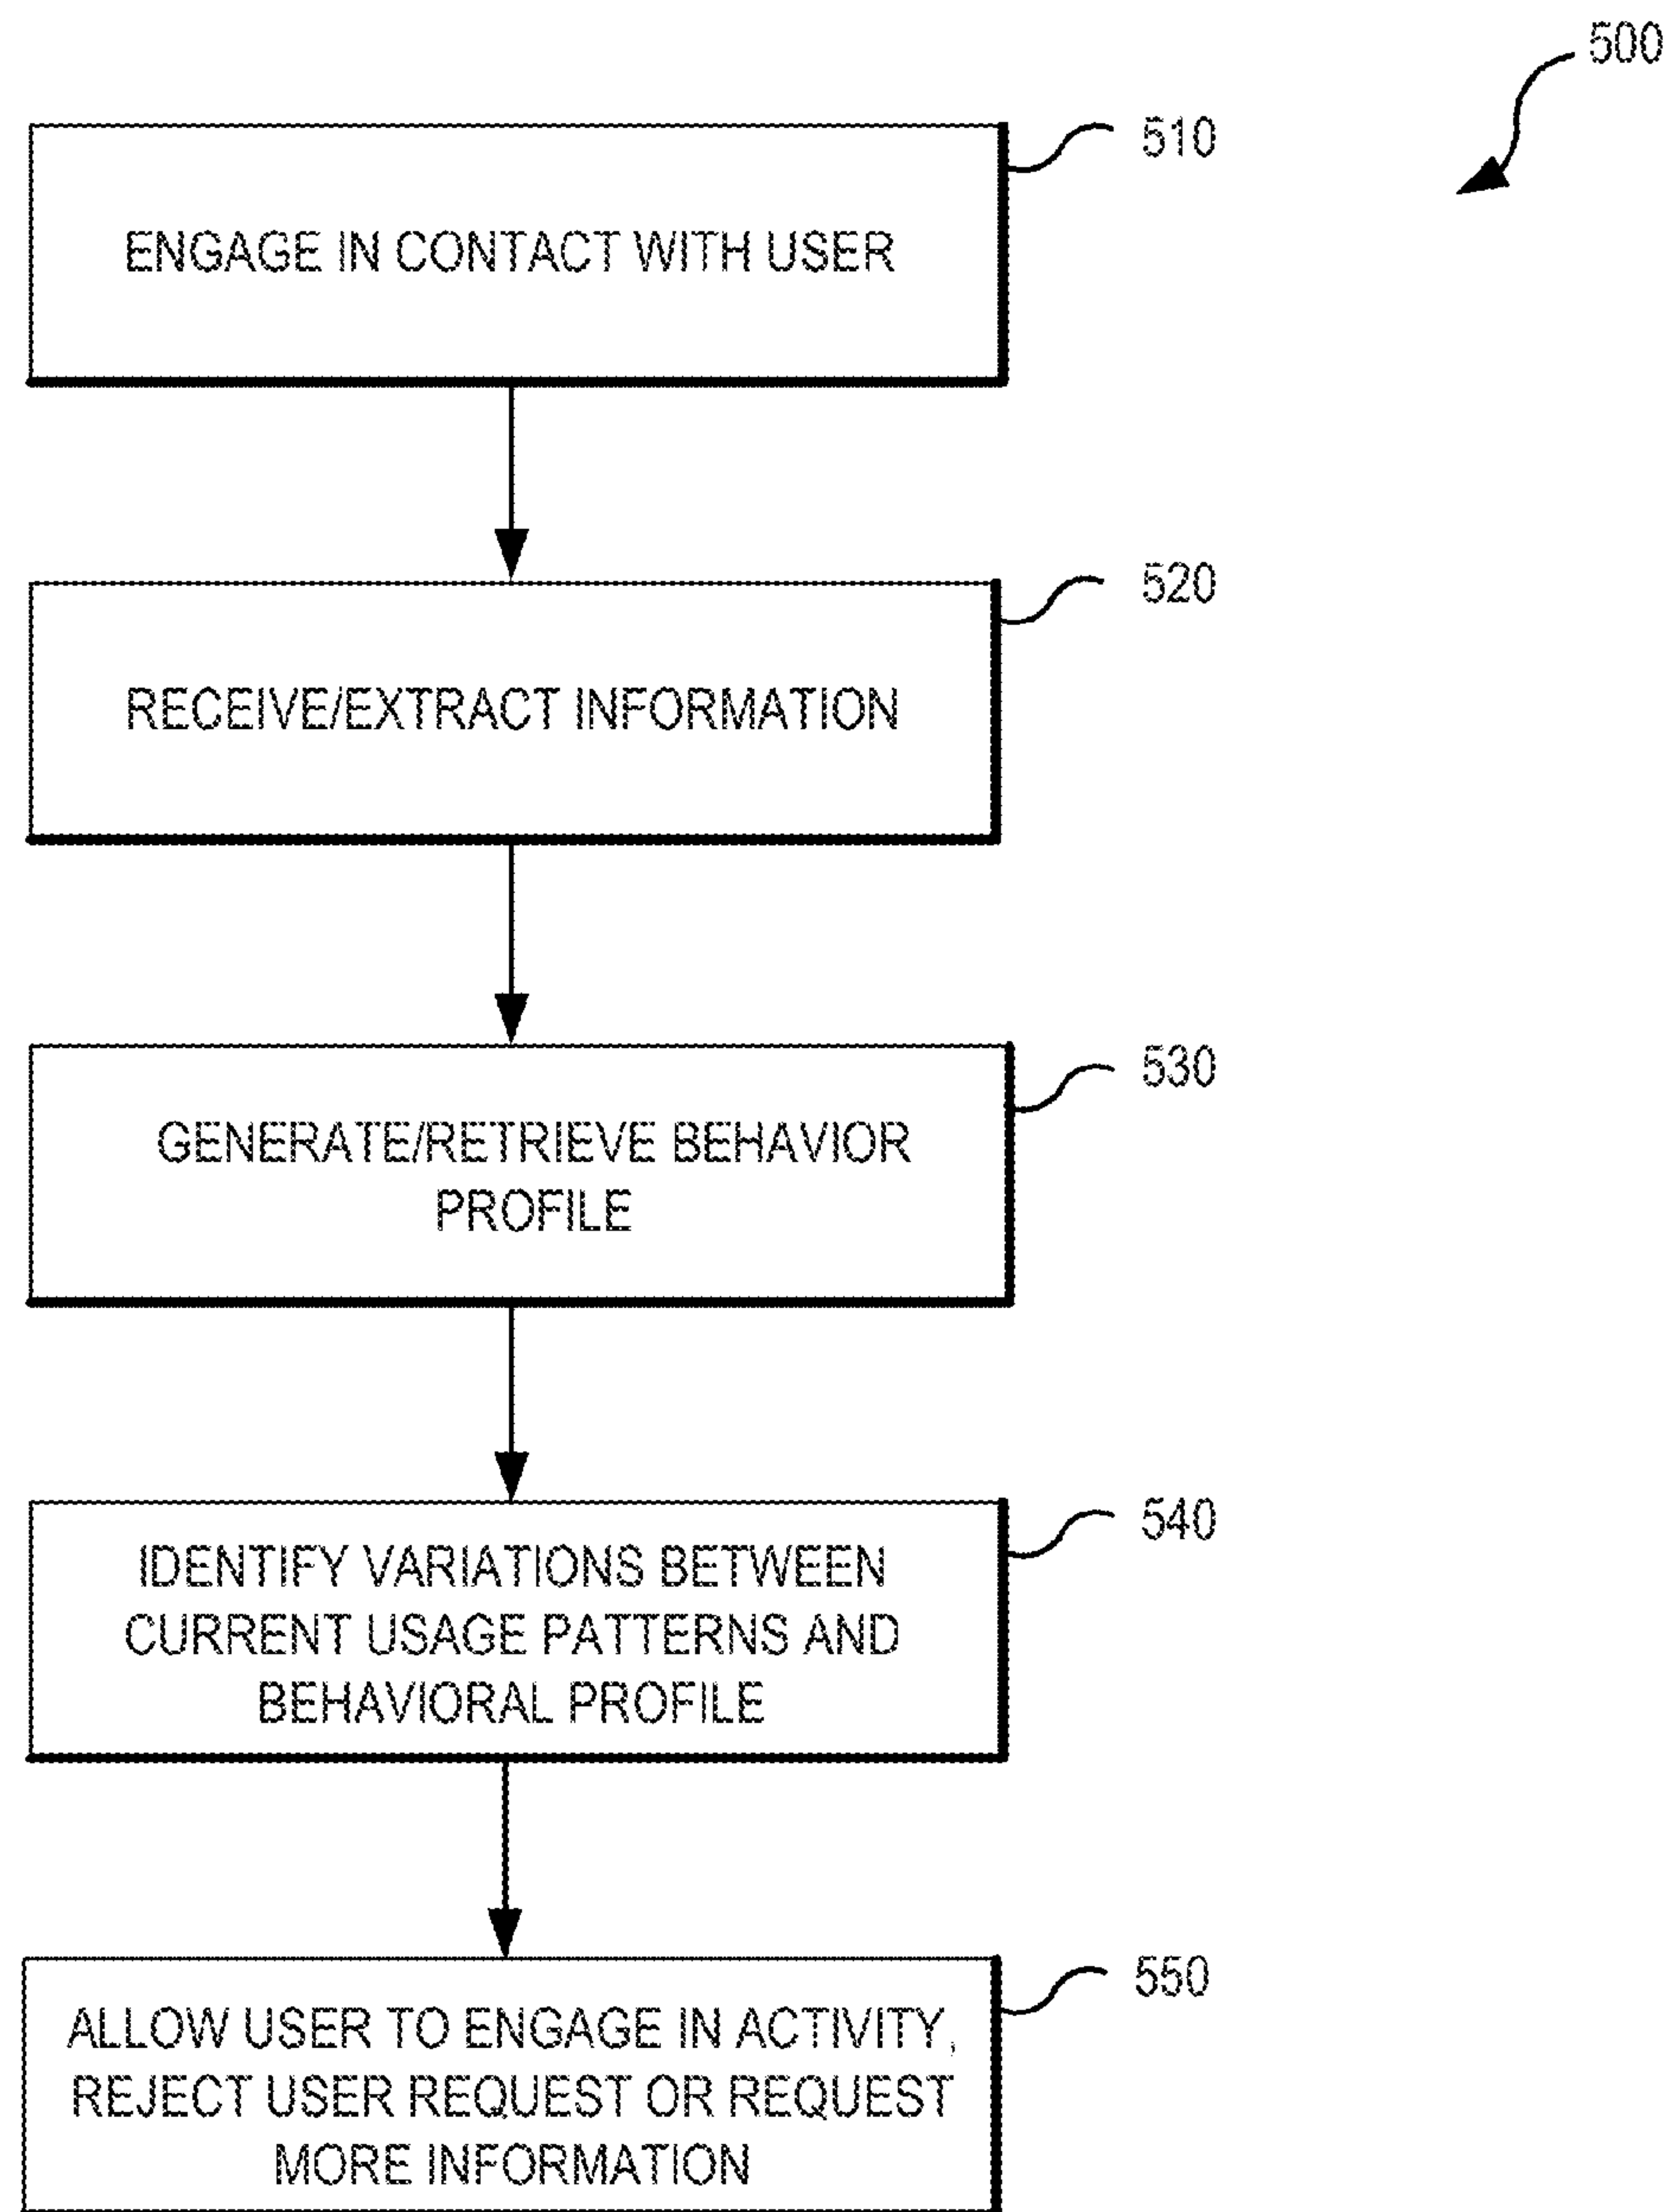 500
510
ENGAGE IN CONTACT WITH USER
520
RECEIVE/EXTRACT INFORMATION
530
GENERATE/RETRIEVE BEHAVIOR
PROFILE
540
IDENTIFY VARIATIONS BETWEEN
CURRENT USAGE PATTERNS AND
BEHAVIORAL PROFILE
550
ALLOW USER TO ENGAGE IN ACTIVITY,
REJECT USER REQUEST OR REQUEST
MORE INFORMATION